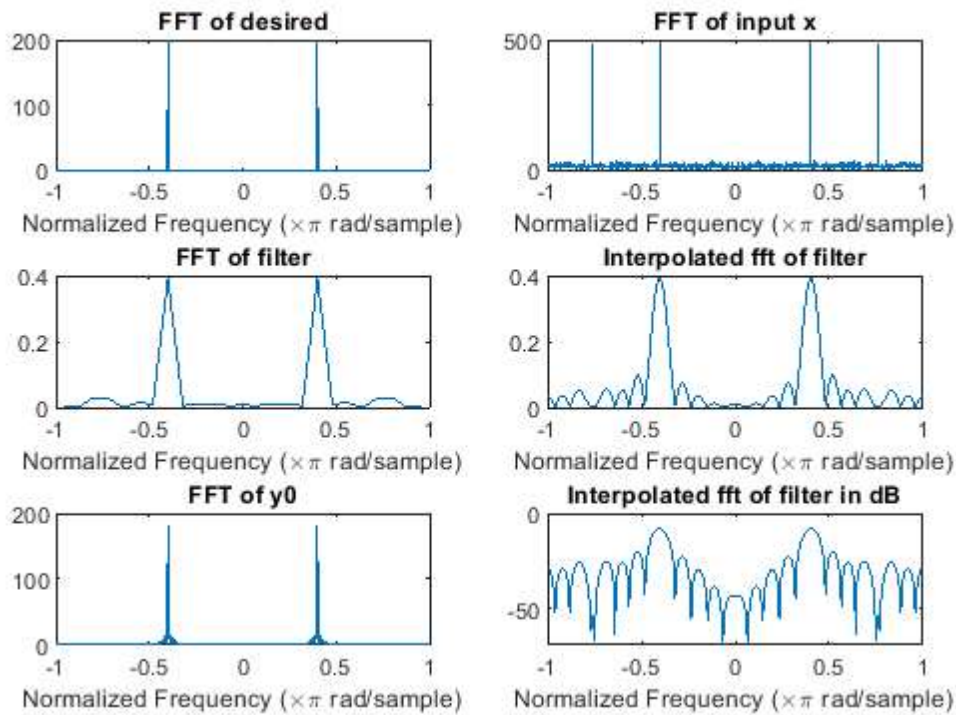 FFT of desired
200
100
0
-1 -0.5 0 0.5 1
Normalized Frequency (×π rad/sample)
FFT of input x
500
0
-1 -0.5 0 0.5 1
Normalized Frequency (×π rad/sample)
FFT of filter
0.4
0.2
0
-1 -0.5 0 0.5 1
Normalized Frequency (×π rad/sample)
Interpolated fft of filter
0.4
0.2
0
-1 -0.5 0 0.5 1
Normalized Frequency (×π rad/sample)
FFT of y0
200
100
0
-1 -0.5 0 0.5 1
Normalized Frequency (×π rad/sample)
Interpolated fft of filter in dB
0
-50
-1 -0.5 0 0.5 1
Normalized Frequency (×π rad/sample)